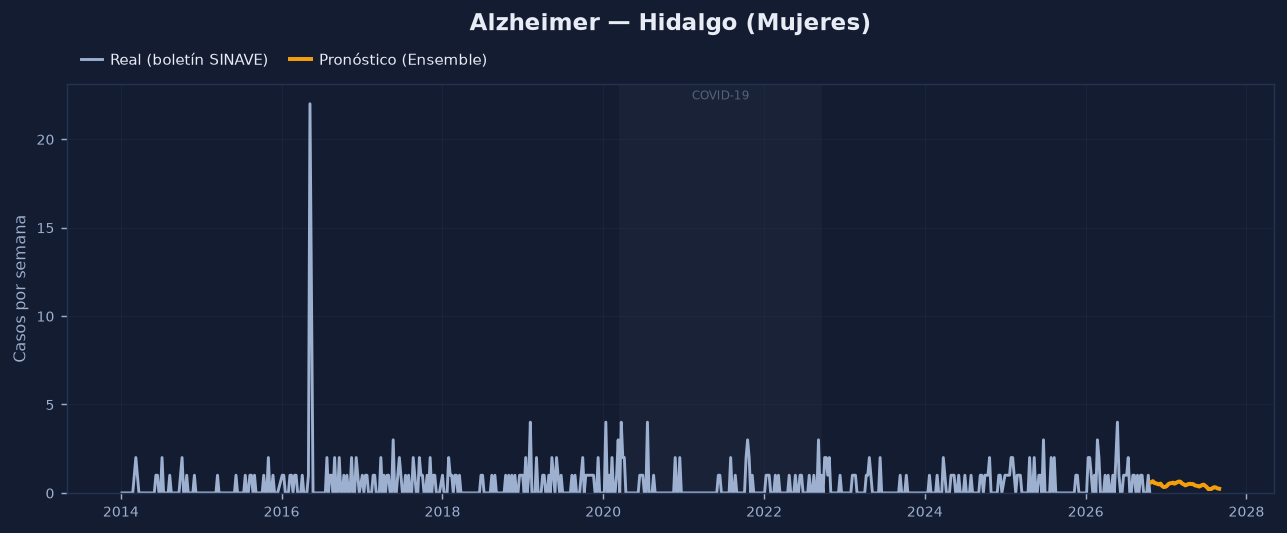 Alzheimer — Hidalgo (Mujeres)
Real (boletín SINAVE) Pronóstico (Ensemble)
COVID-19
Casos por semana
20
15
10
5
0
2014 2016 2018 2020 2022 2024 2026 2028